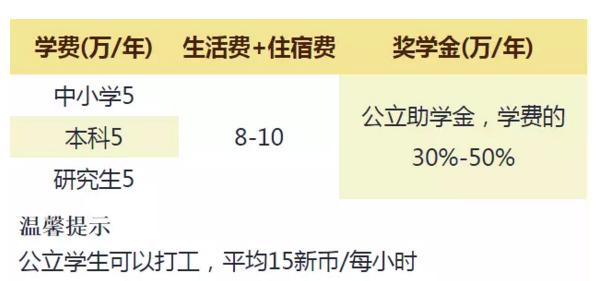 学费(万/年) 生活费+住宿费 奖学金(万/年)
中小学5
本科5
研究生5
8-10
公立助学金，学费的
30%-50%
温馨提示
公立学生可以打工，平均15新币/每小时